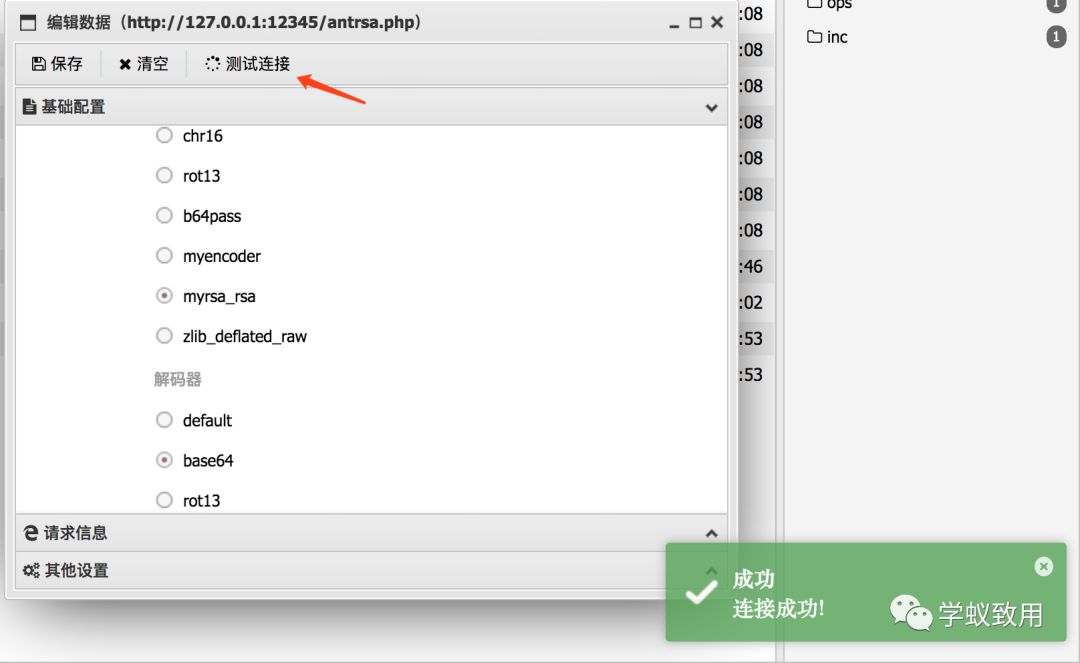 编辑数据（http://127.0.0.1:12345/antrsa.php）
保存 清空 测试连接
基础配置
chr16
rot13
b64pass
myencoder
myrsa_rsa
zlib_deflated_raw
解码器
default
base64
rot13
请求信息
其他设置
:08
:08
:08
:08
:08
:08
:08
:46
:02
:53
:53
ops 1
inc 1
成功
连接成功!
学蚁致用